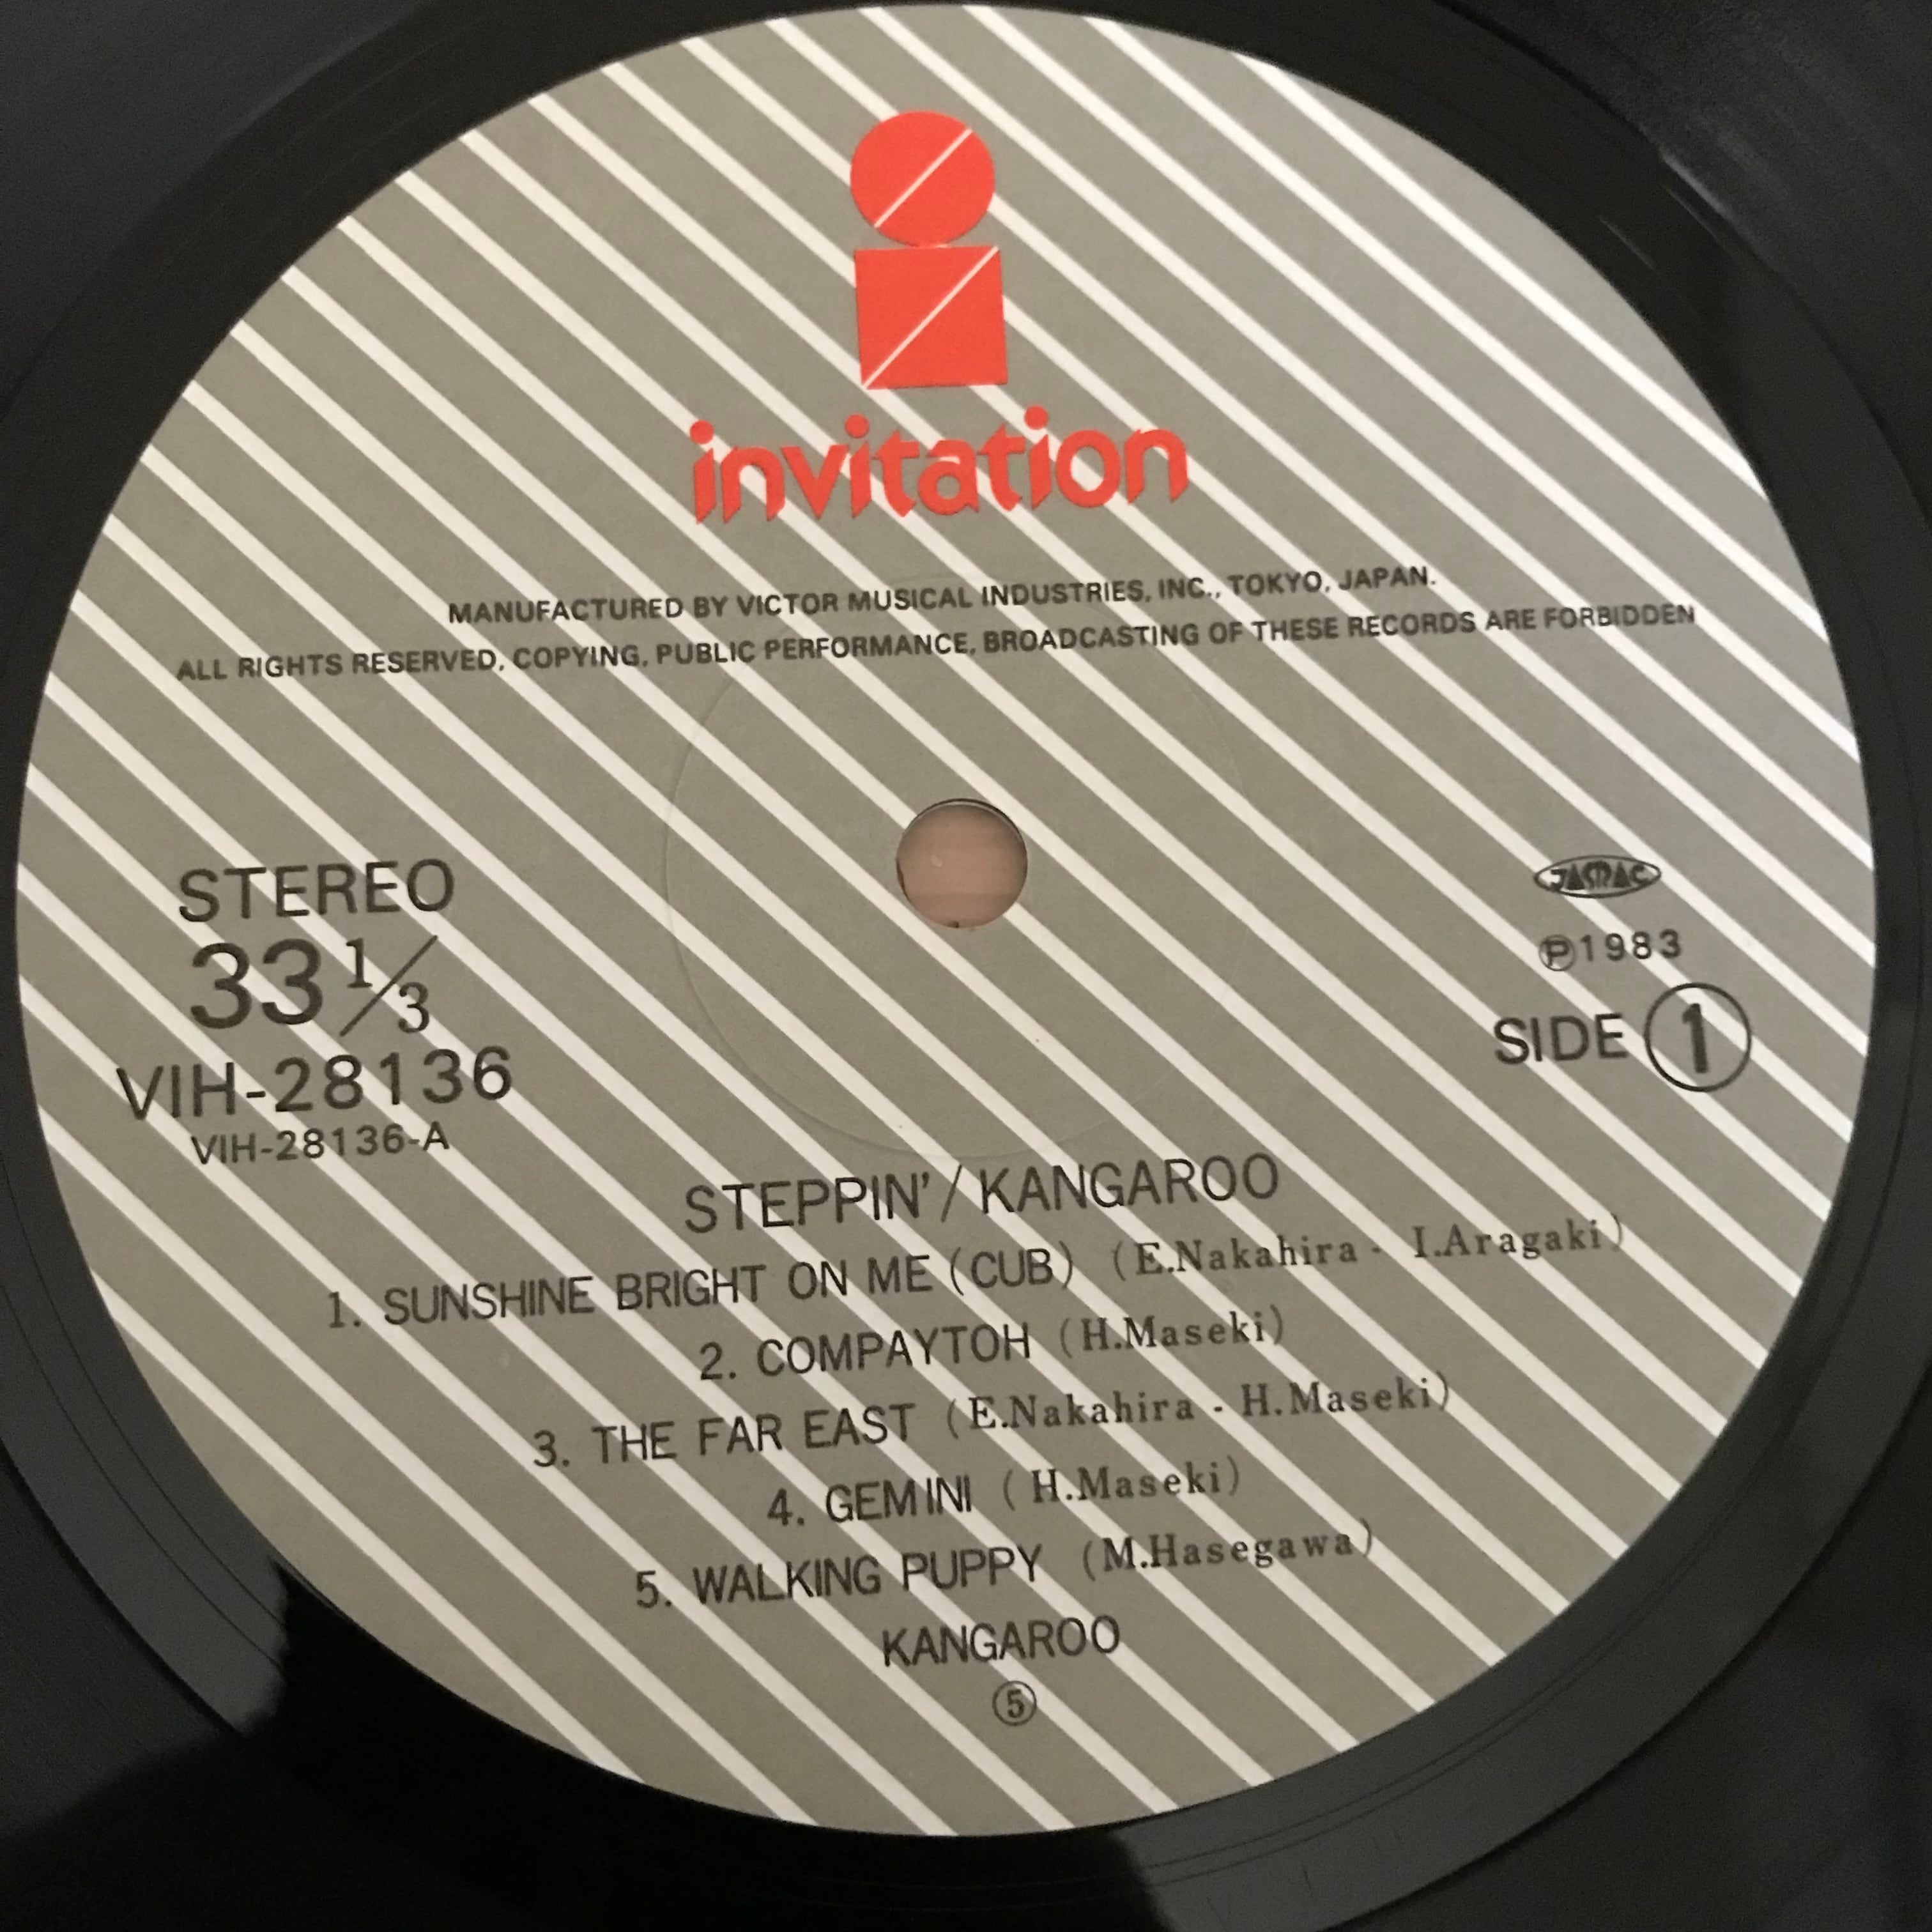 invitation
MANUFACTURED BY VICTOR MUSICAL INDUSTRIES, INC., TOKYO, JAPAN.
ALL RIGHTS RESERVED, COPYING, PUBLIC PERFORMANCE, BROADCASTING OF THESE RECORDS ARE FORBIDDEN
STEREO
33 1/3
VIH-28136
VIH-28136-A
JASRAC
Ⓟ1983
SIDE ①
STEPPIN'/KANGAROO
1. SUNSHINE BRIGHT ON ME (CUB) (E.Nakahira - I.Aragaki)
2. COMPAYTOH (H.Maseki)
3. THE FAR EAST (E.Nakahira - H.Maseki)
4. GEMINI (H.Maseki)
5. WALKING PUPPY (M.Hasegawa)
KANGAROO
⑤